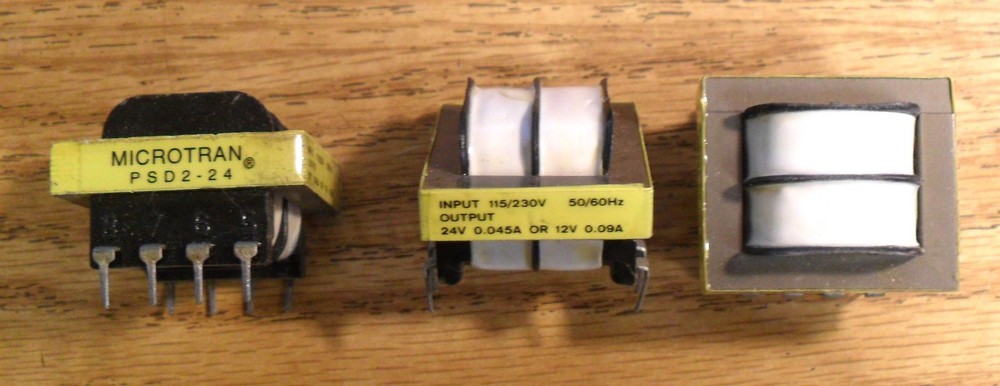 MICROTRAN®
PSD2-24
INPUT 115/230V 50/60Hz
OUTPUT
24V 0.045A OR 12V 0.09A